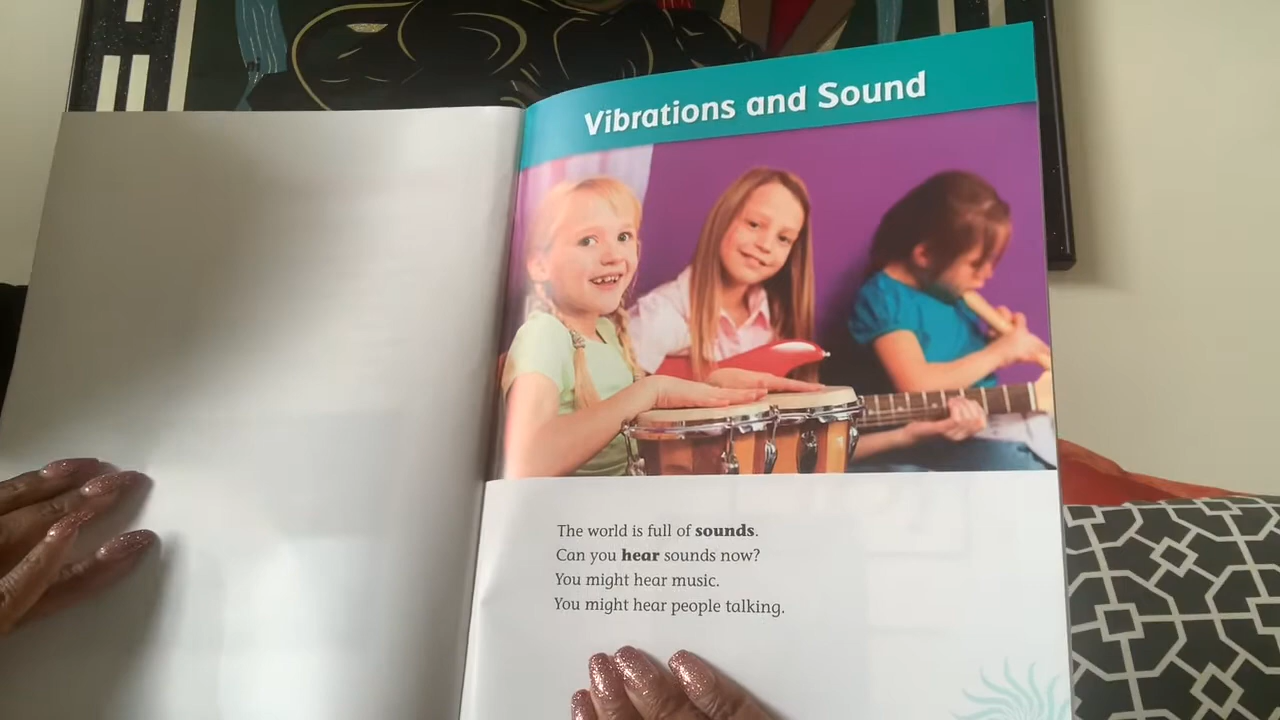 Vibrations and Sound
The world is full of sounds.
Can you hear sounds now?
You might hear music.
You might hear people talking.